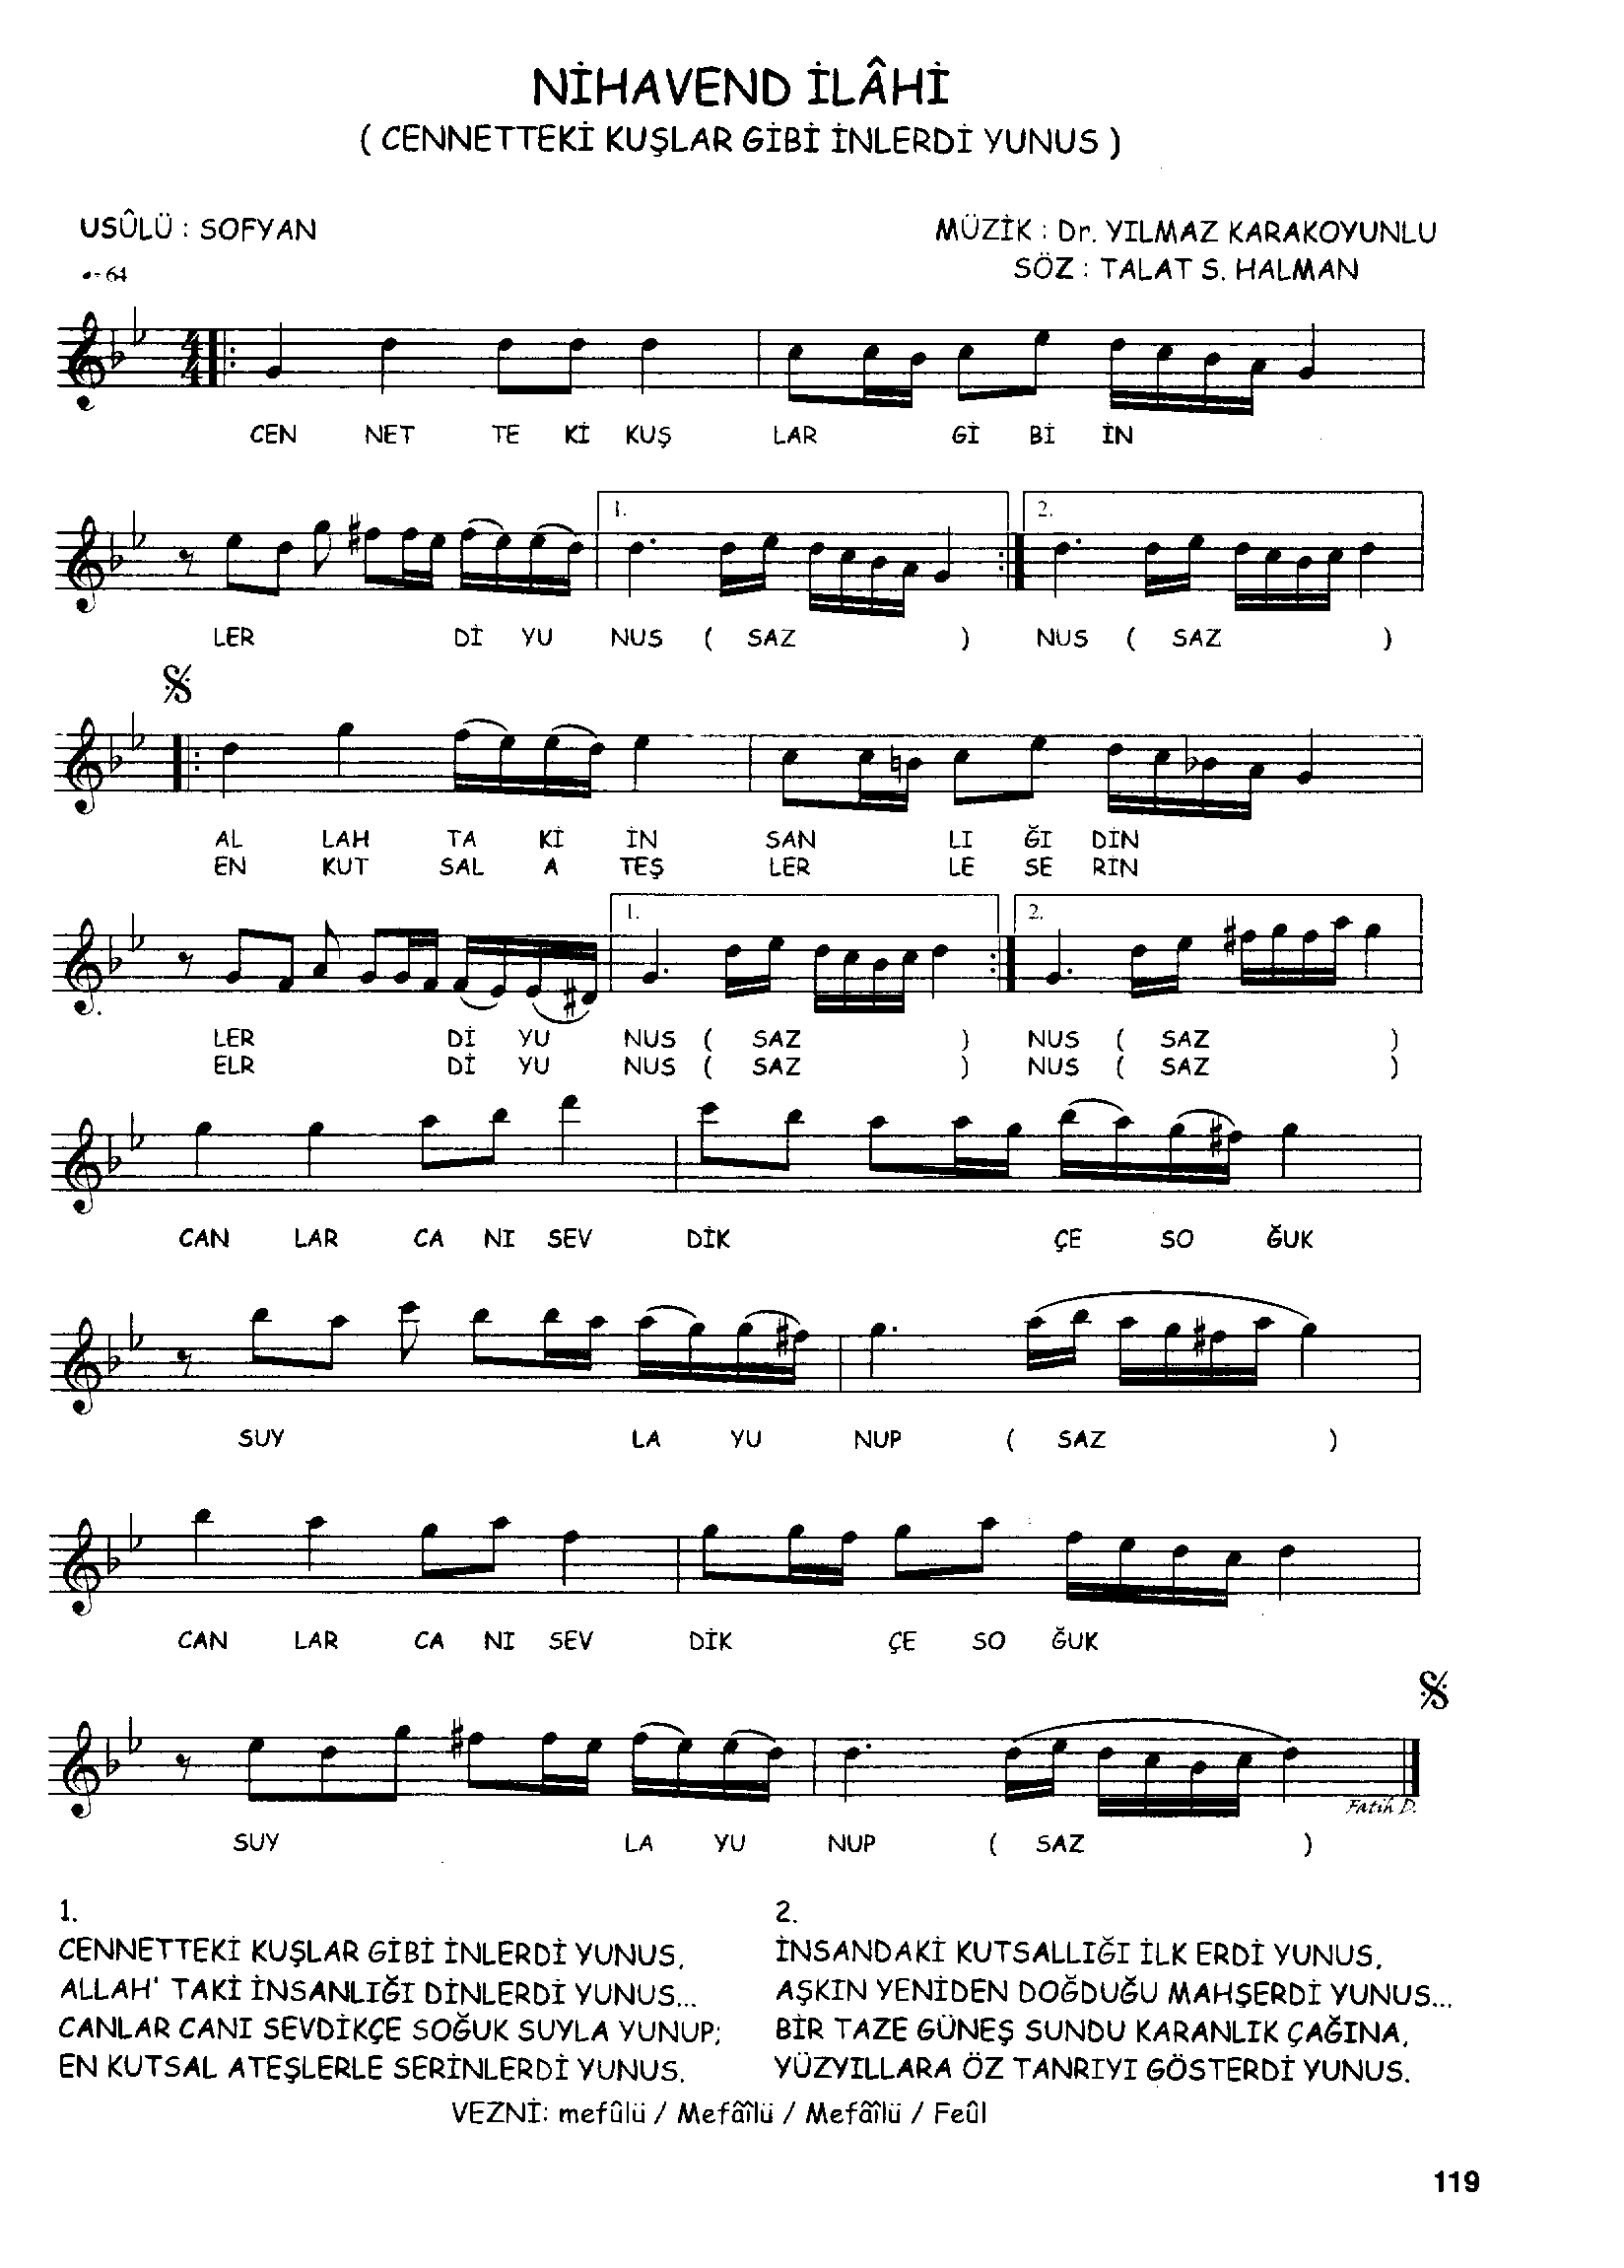 NİHAVEND İLÂHİ
( CENNETTEKİ KUŞLAR GİBİ İNLERDİ YUNUS )
USÛLÜ : SOFYAN
MÜZİK : Dr. YILMAZ KARAKOYUNLU
♩= 64
SÖZ : TALAT S. HALMAN
4/4
CEN NET TE Kİ KUŞ LAR Gİ Bİ İN
1. 2.
LER Dİ YU NUS ( SAZ ) NUS ( SAZ )
AL LAH TA Kİ İN SAN LI ĞI DİN
EN KUT SAL A TEŞ LER LE SE RİN
1. 2.
LER Dİ YU NUS ( SAZ ) NUS ( SAZ )
ELR Dİ YU NUS ( SAZ ) NUS ( SAZ )
CAN LAR CA NI SEV DİK ÇE SO ĞUK
SUY LA YU NUP ( SAZ )
CAN LAR CA NI SEV DİK ÇE SO ĞUK
Fatih D.
SUY LA YU NUP ( SAZ )
1.
CENNETTEKİ KUŞLAR GİBİ İNLERDİ YUNUS,
ALLAH' TAKİ İNSANLIĞI DİNLERDİ YUNUS...
CANLAR CANI SEVDİKÇE SOĞUK SUYLA YUNUP;
EN KUTSAL ATEŞLERLE SERİNLERDİ YUNUS.
2.
İNSANDAKİ KUTSALLIĞI İLK ERDİ YUNUS,
AŞKIN YENİDEN DOĞDUĞU MAHŞERDİ YUNUS...
BİR TAZE GÜNEŞ SUNDU KARANLIK ÇAĞINA,
YÜZYILLARA ÖZ TANRIYI GÖSTERDİ YUNUS.
VEZNİ: mefûlü / Mefâîlü / Mefâîlü / Feûl
119